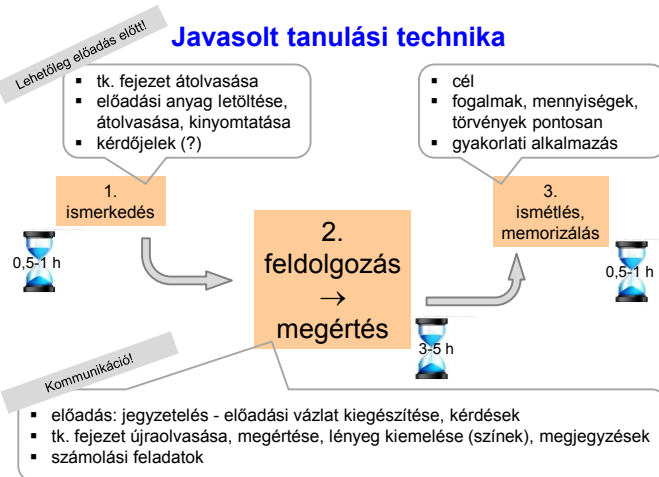 Javasolt tanulási technika
Lehetőleg előadás előtt!
▪ tk. fejezet átolvasása
▪ előadási anyag letöltése,
átolvasása, kinyomtatása
▪ kérdőjelek (?)
▪ cél
▪ fogalmak, mennyiségek,
törvények pontosan
▪ gyakorlati alkalmazás
1.
ismerkedés
0,5-1 h
2.
feldolgozás
→
megértés
3-5 h
3.
ismétlés,
memorizálás
0,5-1 h
Kommunikáció!
▪ előadás: jegyzetelés - előadási vázlat kiegészítése, kérdések
▪ tk. fejezet újraolvasása, megértése, lényeg kiemelése (színek), megjegyzések
▪ számolási feladatok